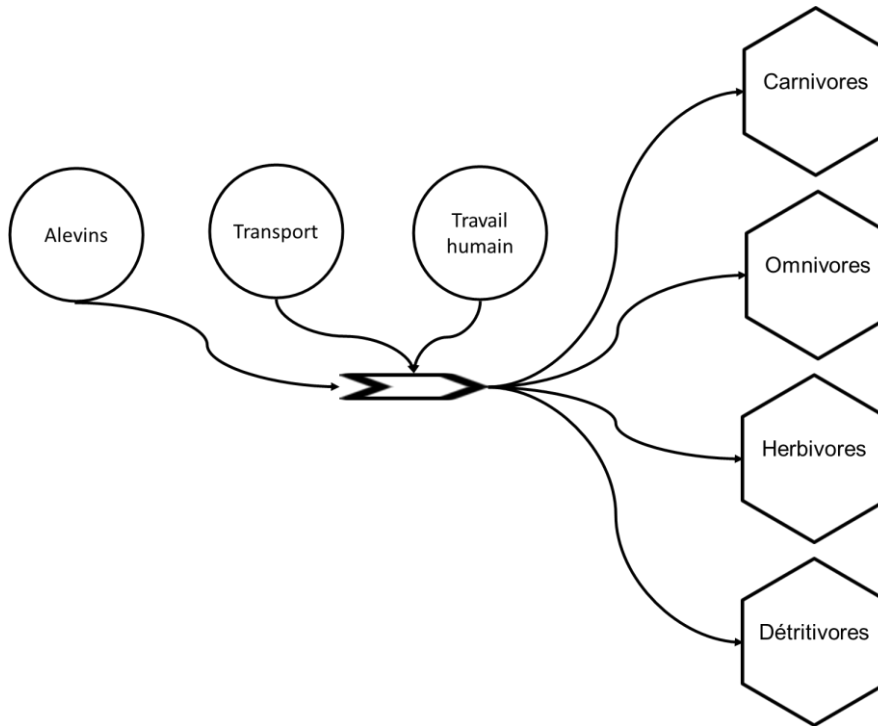 Carnivores
Alevins
Transport
Travail
humain
Omnivores
Herbivores
Détritivores